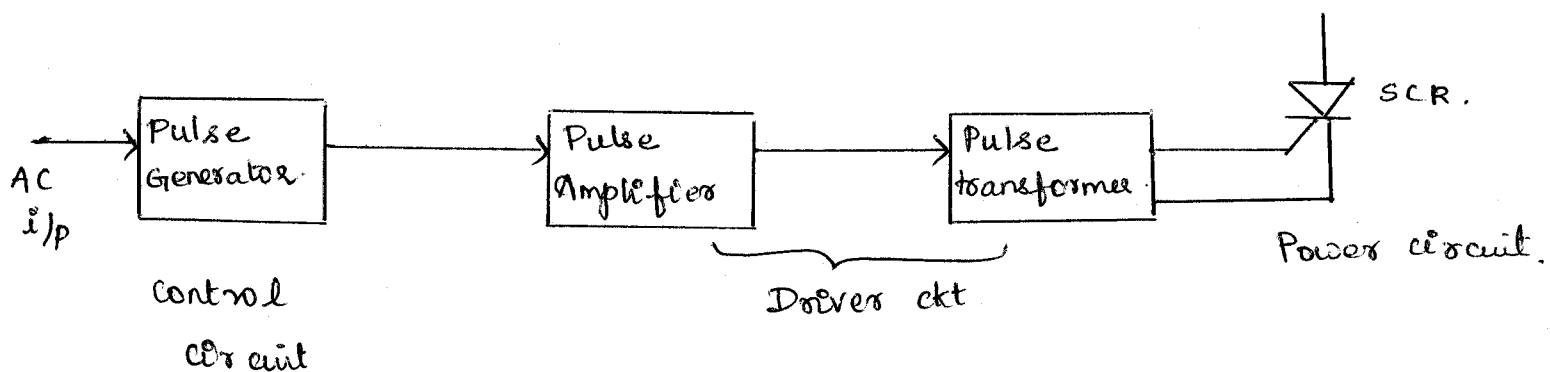 AC
i/p
Pulse
Generator.
Control
circuit
Pulse
Amplifier
Driver ckt
Pulse
transformer
SCR.
Power circuit.